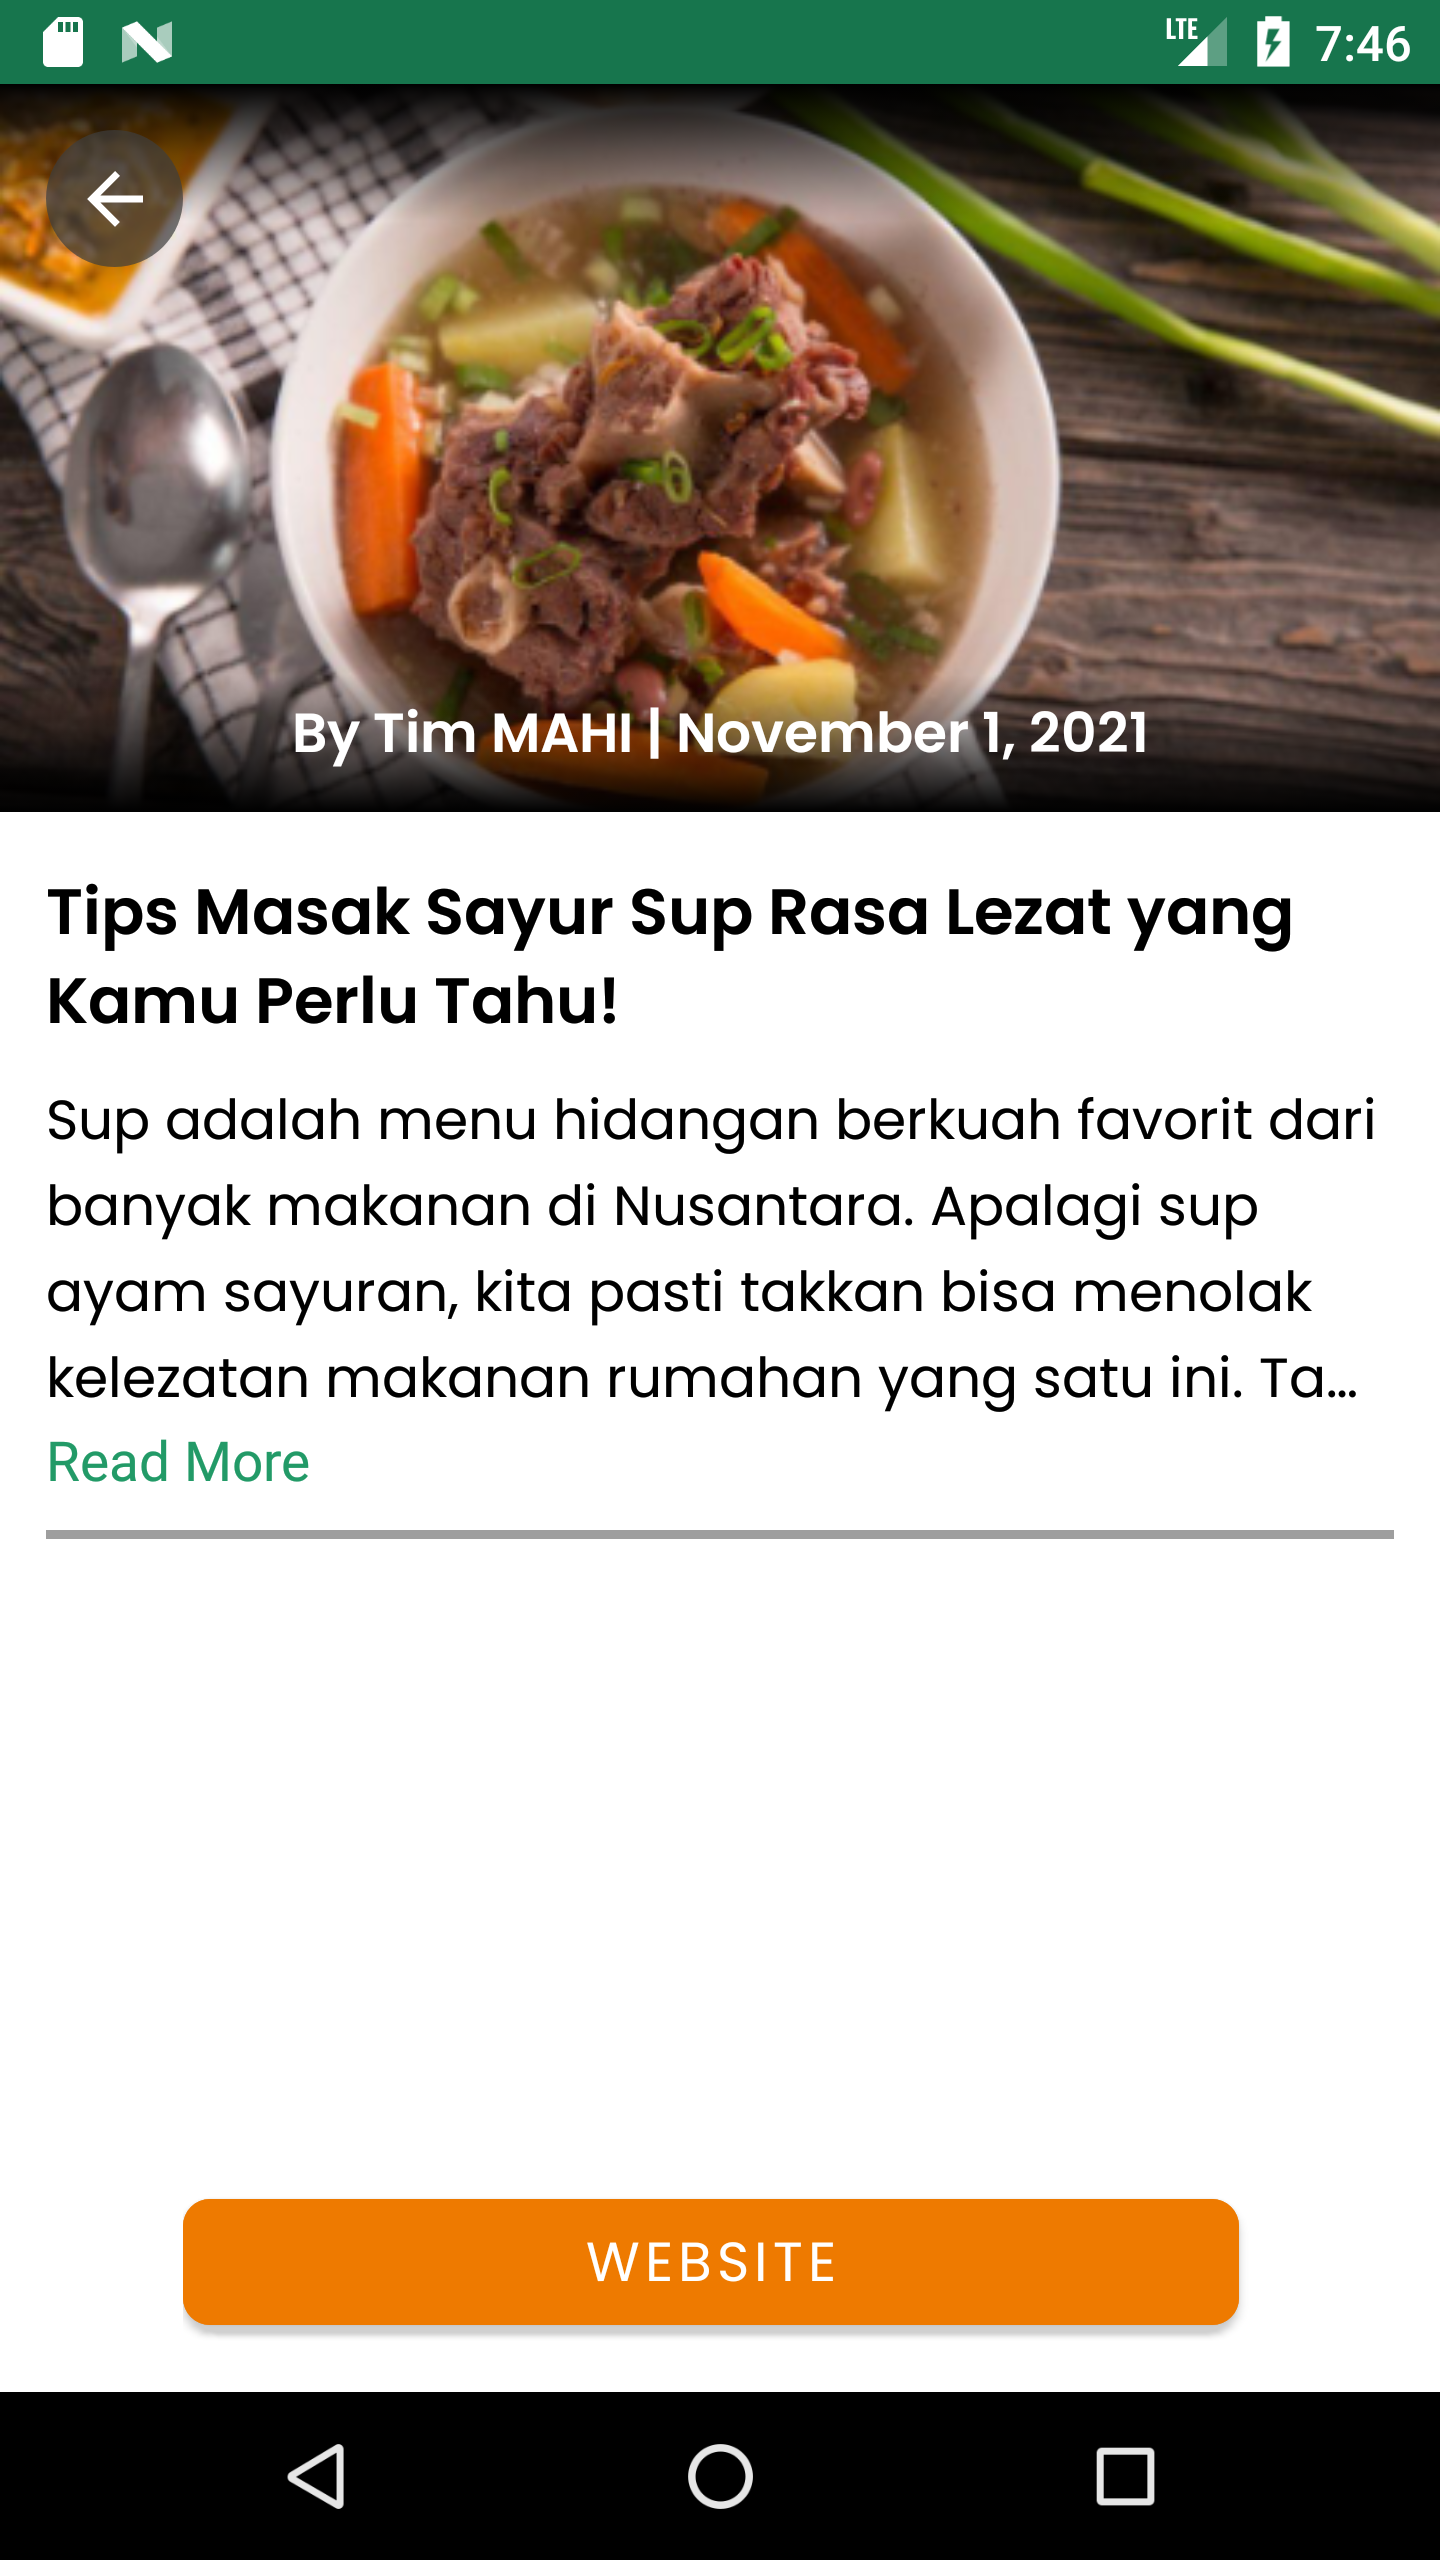 LTE 7:46
By Tim MAHI | November 1, 2021
Tips Masak Sayur Sup Rasa Lezat yang
Kamu Perlu Tahu!
Sup adalah menu hidangan berkuah favorit dari
banyak makanan di Nusantara. Apalagi sup
ayam sayuran, kita pasti takkan bisa menolak
kelezatan makanan rumahan yang satu ini. Ta...
Read More
WEBSITE